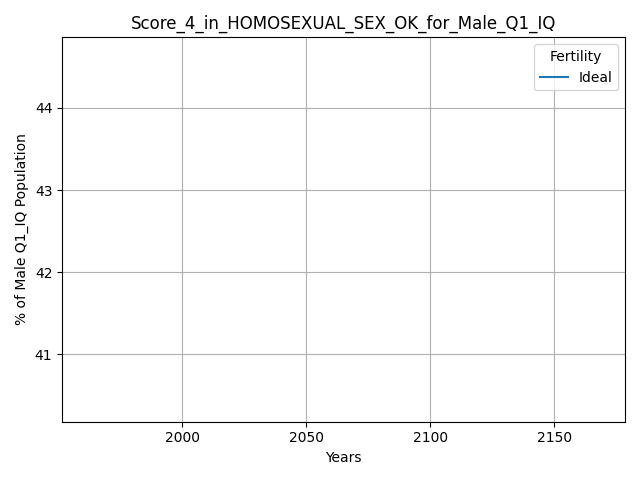 Score_4_in_HOMOSEXUAL_SEX_OK_for_Male_Q1_IQ
Fertility
Ideal
44
43
42
41
% of Male Q1_IQ Population
2000 2050 2100 2150
Years